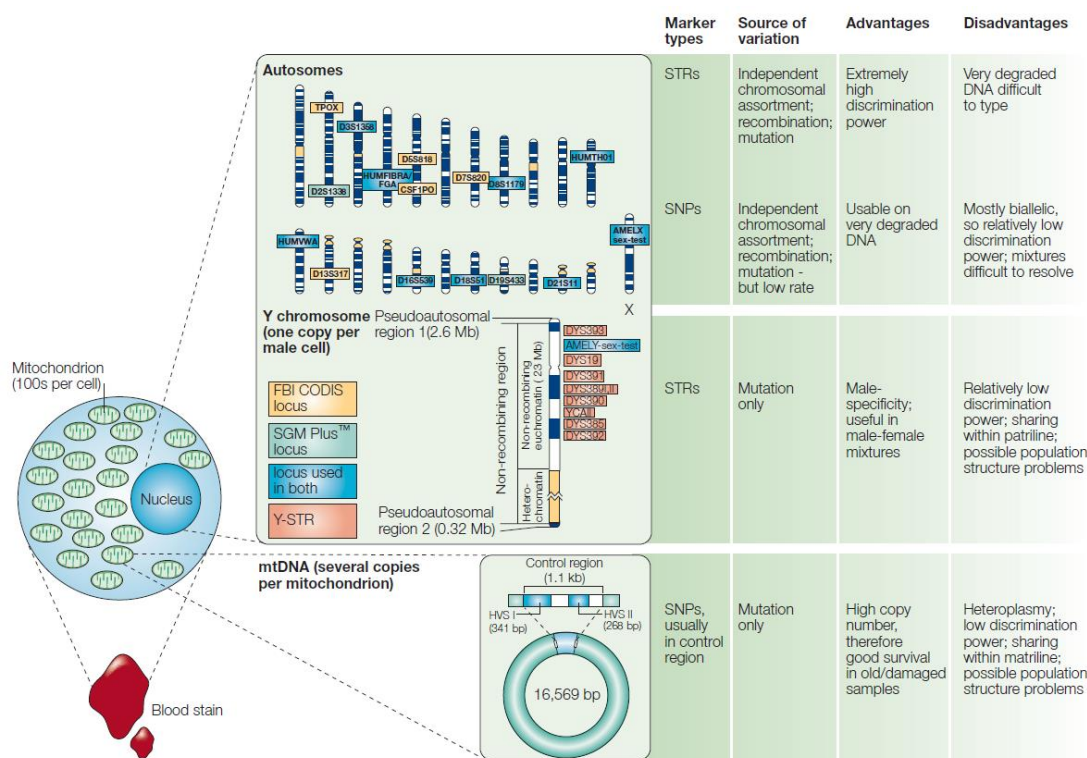 Marker types
Source of variation
Advantages
Disadvantages
Autosomes
TPOX
D3S1358
D5S818
HUMTH01
HUMFIBRA/
FGA
D7S820
D8S1179
D2S1338
CSF1PO
HUMVWA
AMELX
sex-test
D13S317
D16S539
D18S51
D19S433
D21S11
X
STRs
Independent
chromosomal
assortment;
recombination;
mutation
Extremely
high
discrimination
power
Very degraded
DNA difficult
to type
SNPs
Independent
chromosomal
assortment;
recombination;
mutation -
but low rate
Usable on
very degraded
DNA
Mostly biallelic,
so relatively low
discrimination
power; mixtures
difficult to resolve
Y chromosome
(one copy per
male cell)
Pseudoautosomal
region 1(2.6 Mb)
Non-recombining region
Non-recombining
euchromatin ( 23 Mb)
Hetero-
chromatin
DYS393
AMELY-sex-test
DYS19
DYS391
DYS389I,II
DYS390
YCAII
DYS385
DYS392
FBI CODIS
locus
SGM Plus™
locus
locus used
in both
Y-STR
Pseudoautosomal
region 2 (0.32 Mb)
STRs
Mutation
only
Male-
specificity;
useful in
male-female
mixtures
Relatively low
discrimination
power; sharing
within patriline;
possible population
structure problems
Mitochondrion
(100s per cell)
Nucleus
Blood stain
mtDNA (several copies
per mitochondrion)
Control region
(1.1 kb)
HVS I
(341 bp)
HVS II
(268 bp)
16,569 bp
SNPs,
usually
in control
region
Mutation
only
High copy
number,
therefore
good survival
in old/damaged
samples
Heteroplasmy;
low discrimination
power; sharing
within matriline;
possible population
structure problems